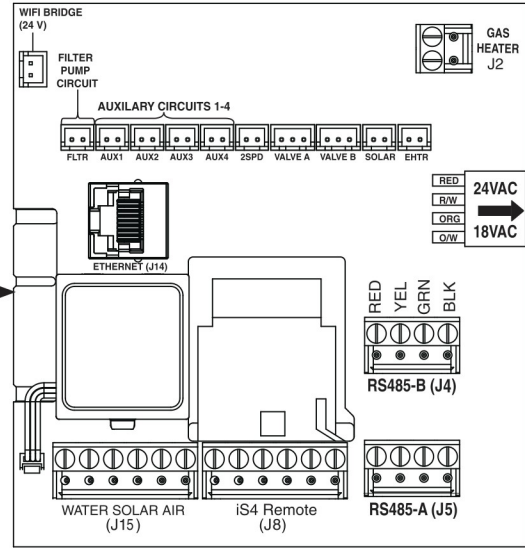 WIFI BRIDGE
(24 V)
GAS
HEATER
J2
FILTER
PUMP
CIRCUIT
AUXILARY CIRCUITS 1-4
FLTR AUX1 AUX2 AUX3 AUX4 2SPD VALVE A VALVE B SOLAR EHTR
RED
R/W
ORG
O/W
24VAC
18VAC
ETHERNET (J14)
RED YEL GRN BLK
RS485-B (J4)
WATER SOLAR AIR
(J15)
iS4 Remote
(J8)
RS485-A (J5)